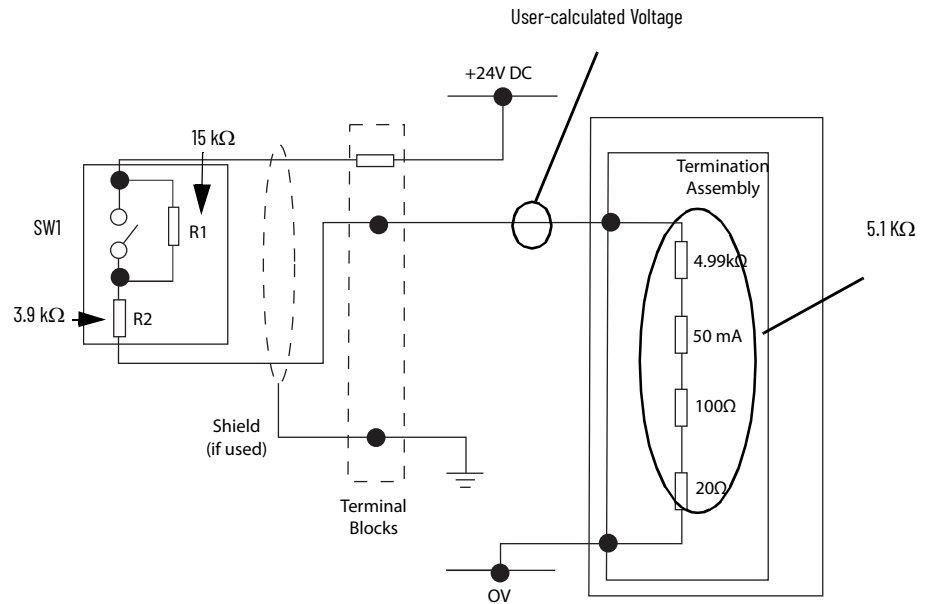 User-calculated Voltage
+24V DC
15 kΩ
Termination
Assembly
SW1
R1
5.1 KΩ
4.99kΩ
3.9 kΩ
R2
50 mA
100Ω
Shield
(if used)
20Ω
Terminal
Blocks
OV